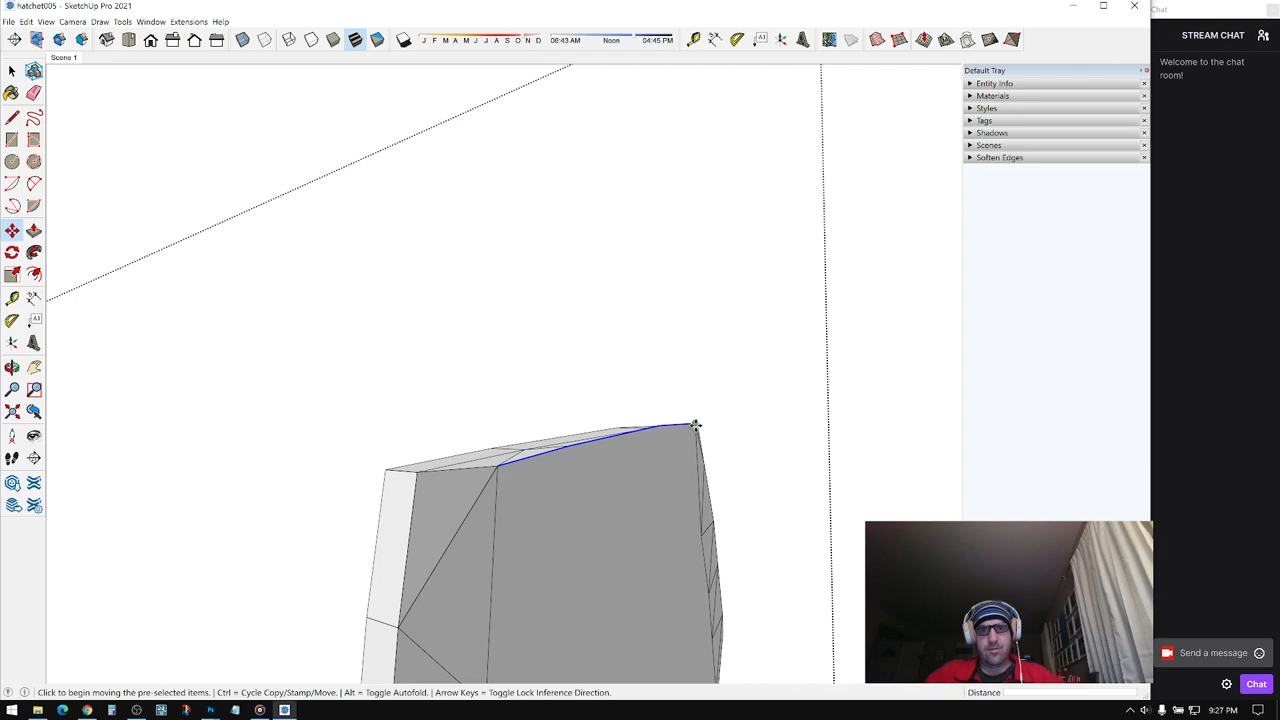 hatchet005 - SketchUp Pro 2021
File Edit View Camera Draw Tools Window Extensions Help
J F M A M J J A S O N D
06:43 AM Noon 04:45 PM
Scene 1
Default Tray
Entity Info
Materials
Styles
Tags
Shadows
Scenes
Soften Edges
Chat
STREAM CHAT
Welcome to the chat
room!
Send a message
Chat
Click to begin moving the pre-selected items. | Ctrl = Cycle Copy/Stamp/Move. | Alt = Toggle Autofold. | Arrow Keys = Toggle Lock Inference Direction.
Distance
9:27 PM